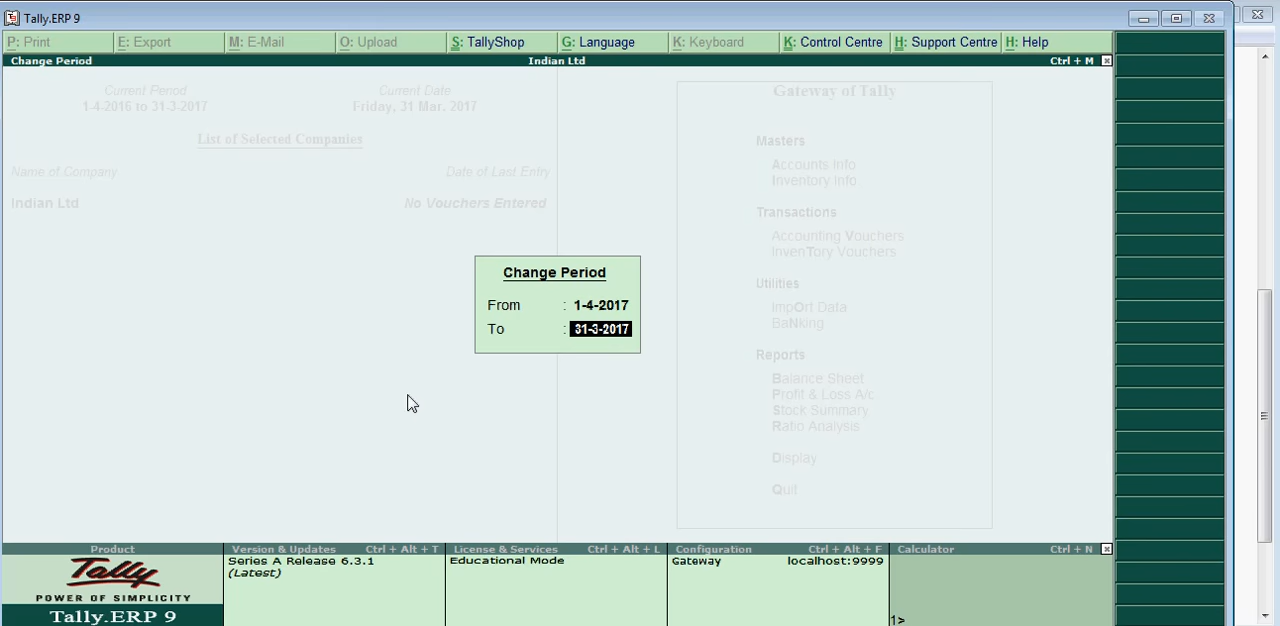 Tally.ERP 9
P: Print E: Export M: E-Mail O: Upload S: TallyShop G: Language K: Keyboard K: Control Centre H: Support Centre H: Help
Change Period Indian Ltd Ctrl + M
Current Period Current Date
1-4-2016 to 31-3-2017 Friday, 31 Mar. 2017
List of Selected Companies
Name of Company Date of Last Entry
Indian Ltd No Vouchers Entered
Change Period
From : 1-4-2017
To : 31-3-2017
Gateway of Tally
Masters
Accounts Info
Inventory Info
Transactions
Accounting Vouchers
InvenTory Vouchers
Utilities
ImpOrt Data
BaNking
Reports
Balance Sheet
Profit & Loss A/c
Stock Summary
Ratio Analysis
Display
Quit
Product
Tally
POWER OF SIMPLICITY
Tally.ERP 9
Version & Updates Ctrl + Alt + T
Series A Release 6.3.1
(Latest)
License & Services Ctrl + Alt + L
Educational Mode
Configuration Ctrl + Alt + F
Gateway localhost:9999
Calculator Ctrl + N
1>